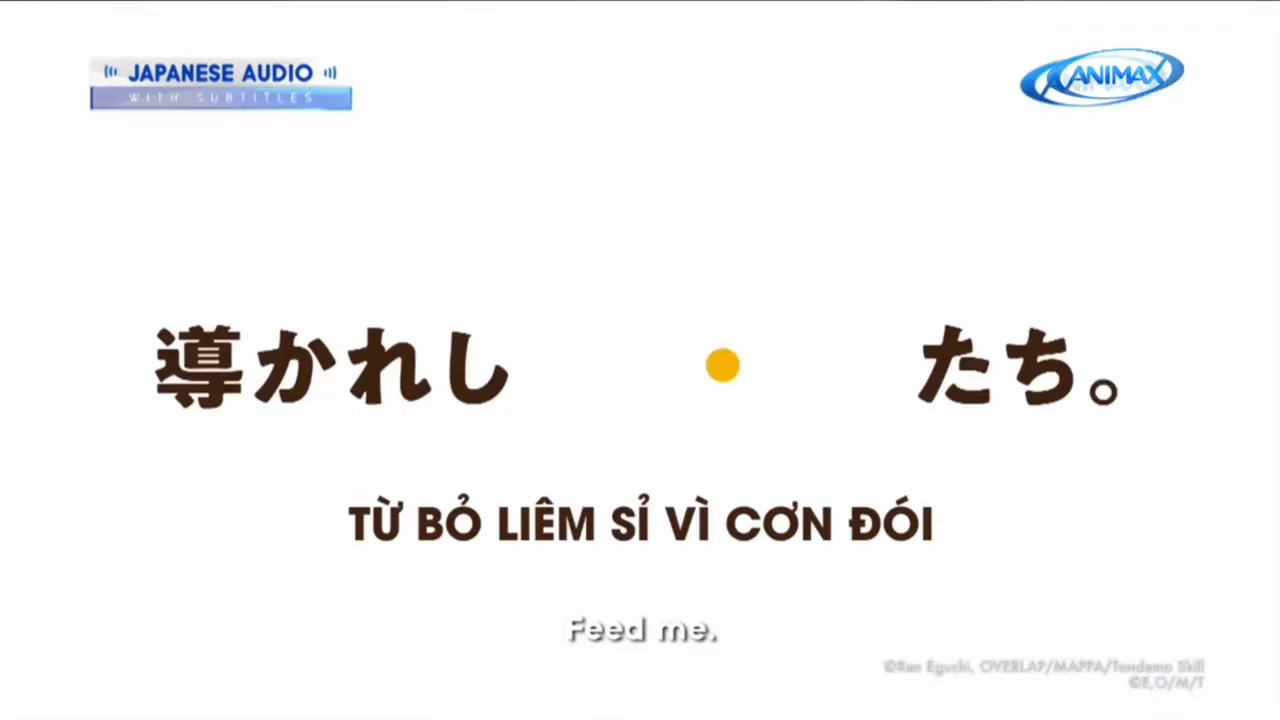 JAPANESE AUDIO
WITH SUBTITLES
ANIMAX
導かれし たち。
TỪ BỎ LIÊM SỈ VÌ CƠN ĐÓI
Feed me.
©Ren Eguchi, OVERLAP/MAPPA/Tondemo Skill
©E,O/M/T